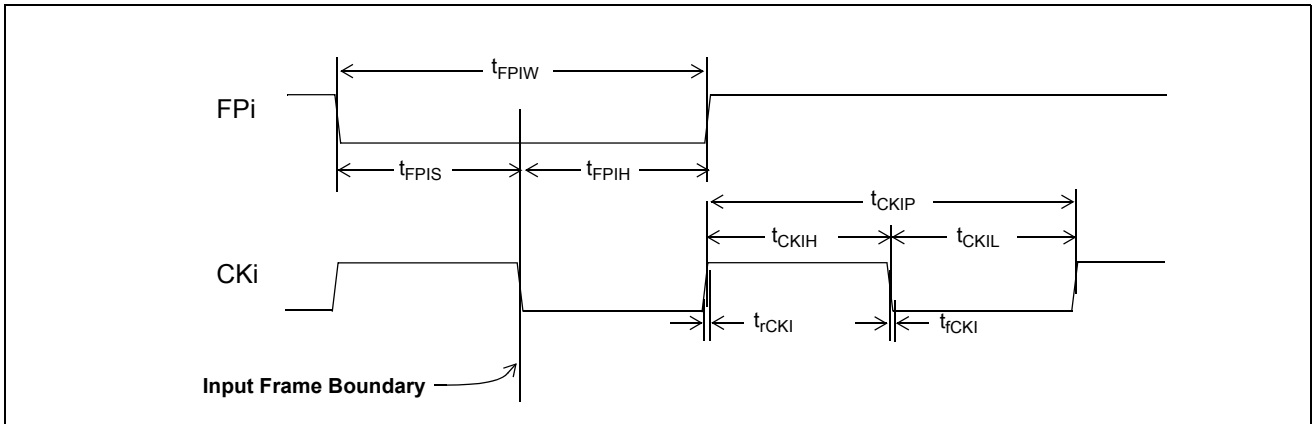 tFPIW
FPi
tFPIS
tFPIH
tCKIP
tCKIH
tCKIL
CKi
trCKI
tfCKI
Input Frame Boundary